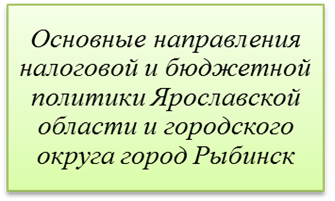 Основные направления
налоговой и бюджетной
политики Ярославской
области и городского
округа город Рыбинск